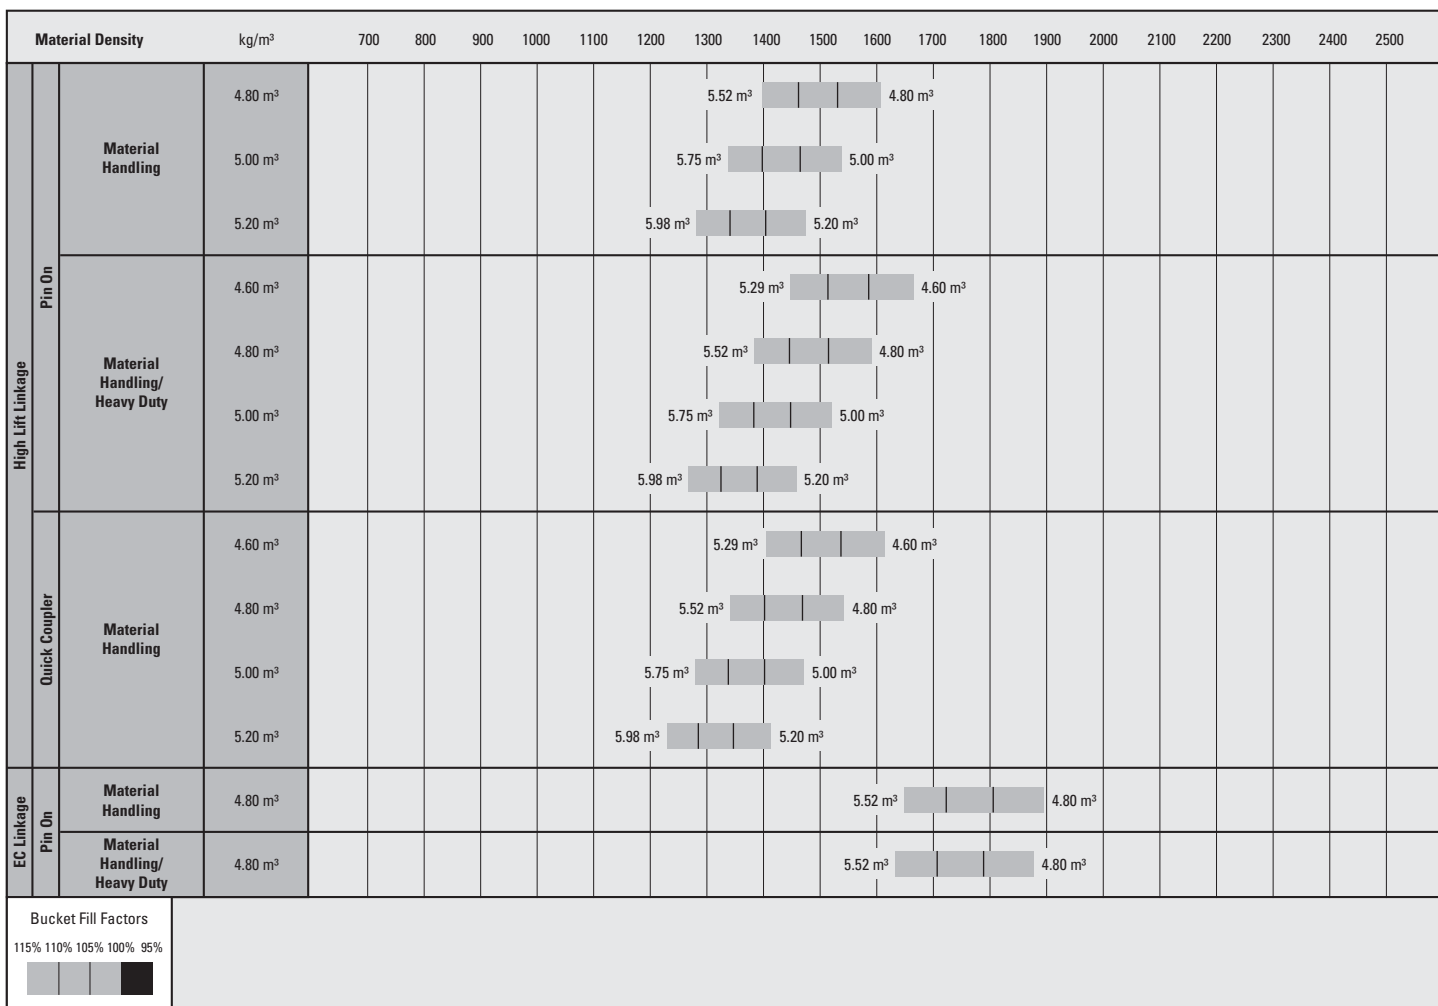 Material Density kg/m³ 700 800 900 1000 1100 1200 1300 1400 1500 1600 1700 1800 1900 2000 2100 2200 2300 2400 2500
High Lift Linkage
Pin On
Material
Handling
4.80 m³ 5.52 m³ 4.80 m³
5.00 m³ 5.75 m³ 5.00 m³
5.20 m³ 5.98 m³ 5.20 m³
Material
Handling/
Heavy Duty
4.60 m³ 5.29 m³ 4.60 m³
4.80 m³ 5.52 m³ 4.80 m³
5.00 m³ 5.75 m³ 5.00 m³
5.20 m³ 5.98 m³ 5.20 m³
Quick Coupler
Material
Handling
4.60 m³ 5.29 m³ 4.60 m³
4.80 m³ 5.52 m³ 4.80 m³
5.00 m³ 5.75 m³ 5.00 m³
5.20 m³ 5.98 m³ 5.20 m³
EC Linkage
Pin On
Material
Handling
4.80 m³ 5.52 m³ 4.80 m³
Material
Handling/
Heavy Duty
4.80 m³ 5.52 m³ 4.80 m³
Bucket Fill Factors
115% 110% 105% 100% 95%